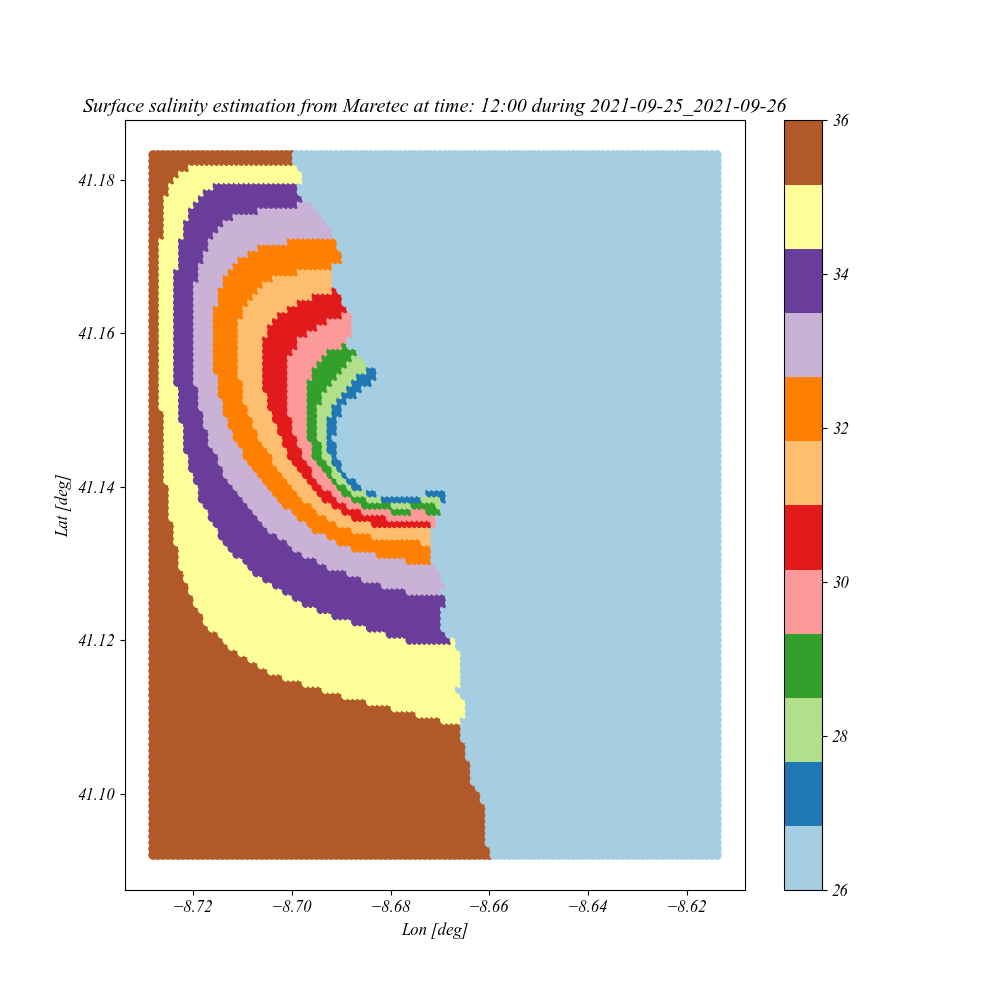 Surface salinity estimation from Maretec at time: 12:00 during 2021-09-25_2021-09-26
41.18
41.16
41.14
41.12
41.10
Lat [deg]
−8.72 −8.70 −8.68 −8.66 −8.64 −8.62
Lon [deg]
36
34
32
30
28
26